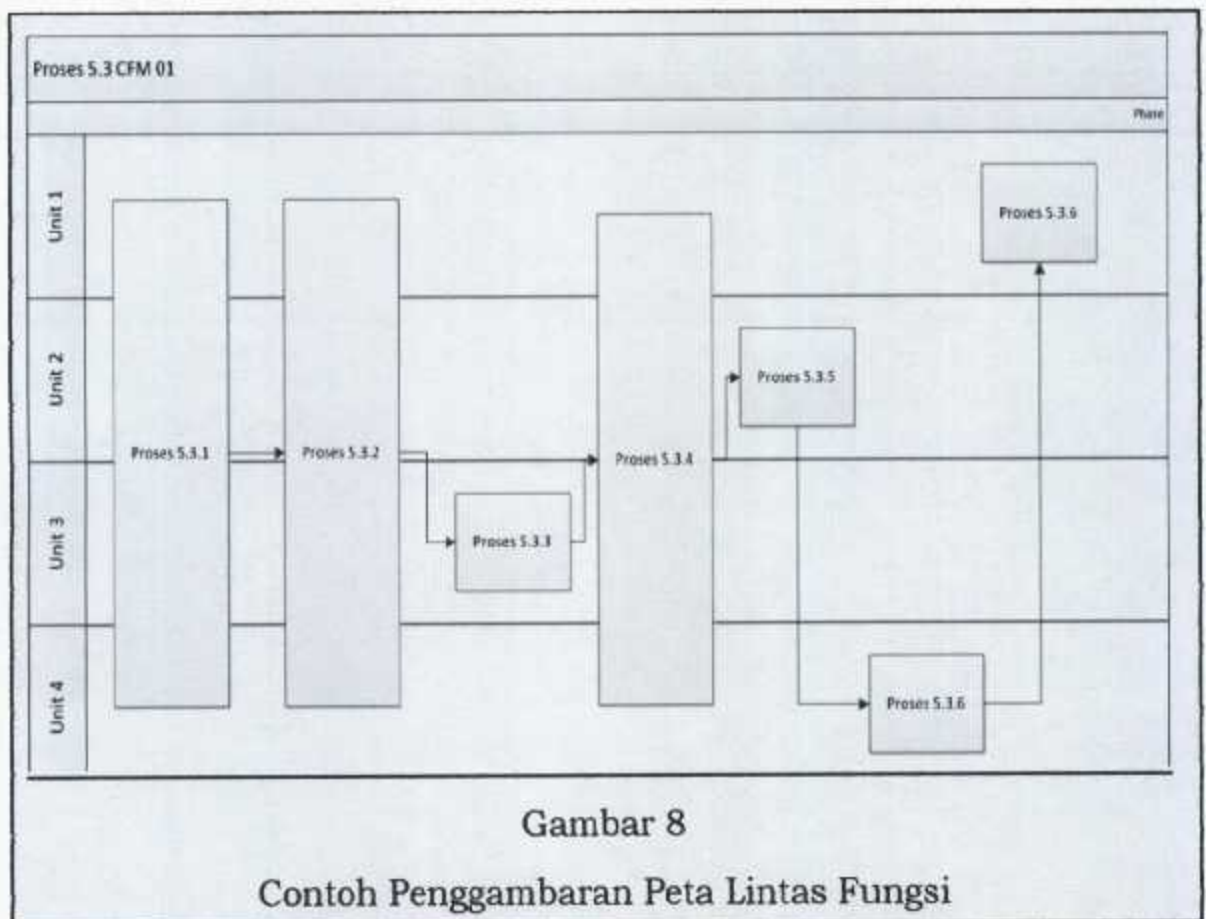 Proses 5.3 CFM 01
Phase
Unit 1
Unit 2
Unit 3
Unit 4
Proses 5.3.1
Proses 5.3.2
Proses 5.3.3
Proses 5.3.4
Proses 5.3.5
Proses 5.3.6
Proses 5.3.6
Gambar 8
Contoh Penggambaran Peta Lintas Fungsi